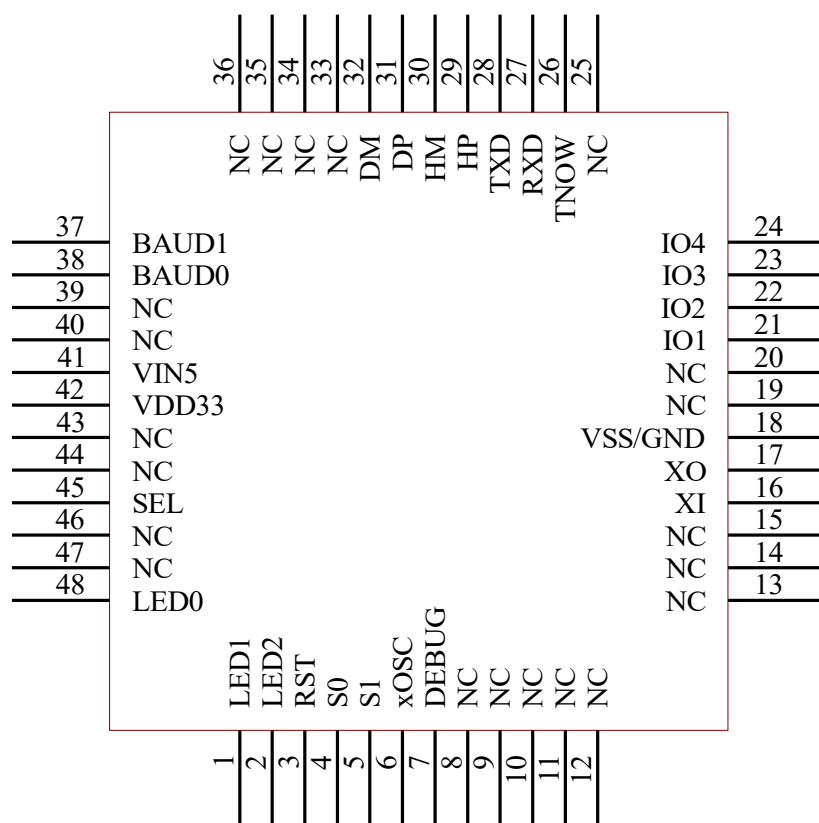 36 35 34 33 32 31 30 29 28 27 26 25
NC NC NC NC DM DP HM HP TXD RXD TNOW NC
37 BAUD1 IO4 24
38 BAUD0 IO3 23
39 NC IO2 22
40 NC IO1 21
41 VIN5 NC 20
42 VDD33 NC 19
43 NC VSS/GND 18
44 NC XO 17
45 SEL XI 16
46 NC NC 15
47 NC NC 14
48 LED0 NC 13
LED1 LED2 RST S0 S1 xOSC DEBUG NC NC NC NC NC
1 2 3 4 5 6 7 8 9 10 11 12